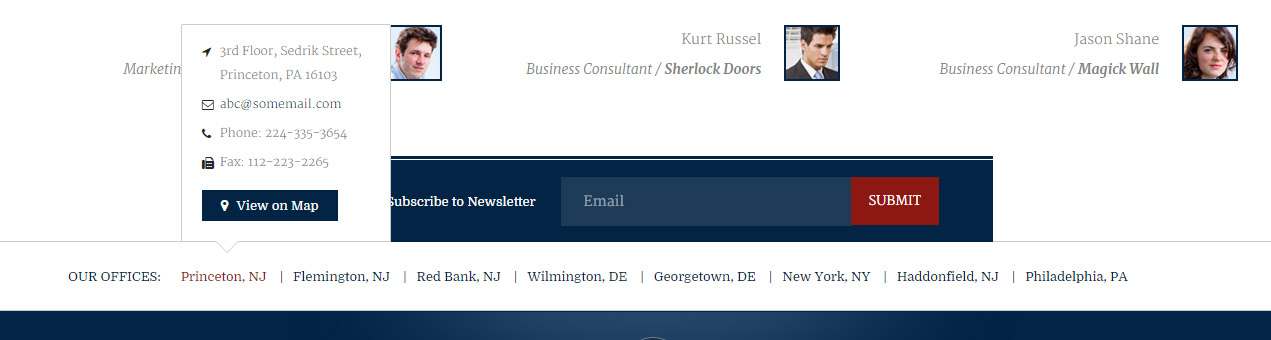 3rd Floor, Sedrik Street,
Princeton, PA 16103
abc@somemail.com
Phone: 224-335-3654
Fax: 112-223-2265
View on Map
Kurt Russel
Business Consultant / Sherlock Doors
Jason Shane
Business Consultant / Magick Wall
Subscribe to Newsletter Email SUBMIT
OUR OFFICES: Princeton, NJ | Flemington, NJ | Red Bank, NJ | Wilmington, DE | Georgetown, DE | New York, NY | Haddonfield, NJ | Philadelphia, PA